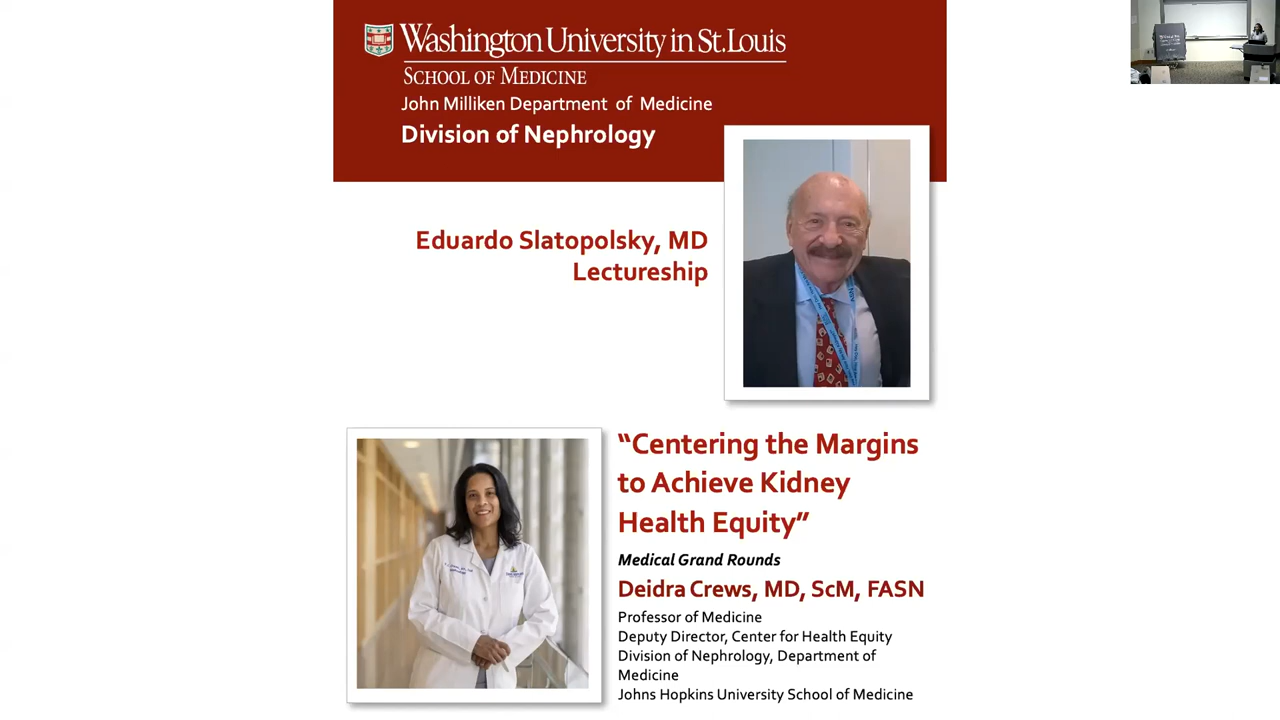 Washington University in St. Louis
SCHOOL OF MEDICINE
John Milliken Department of Medicine
Division of Nephrology
Eduardo Slatopolsky, MD
Lectureship
“Centering the Margins
to Achieve Kidney
Health Equity”
Medical Grand Rounds
Deidra Crews, MD, ScM, FASN
Professor of Medicine
Deputy Director, Center for Health Equity
Division of Nephrology, Department of
Medicine
Johns Hopkins University School of Medicine